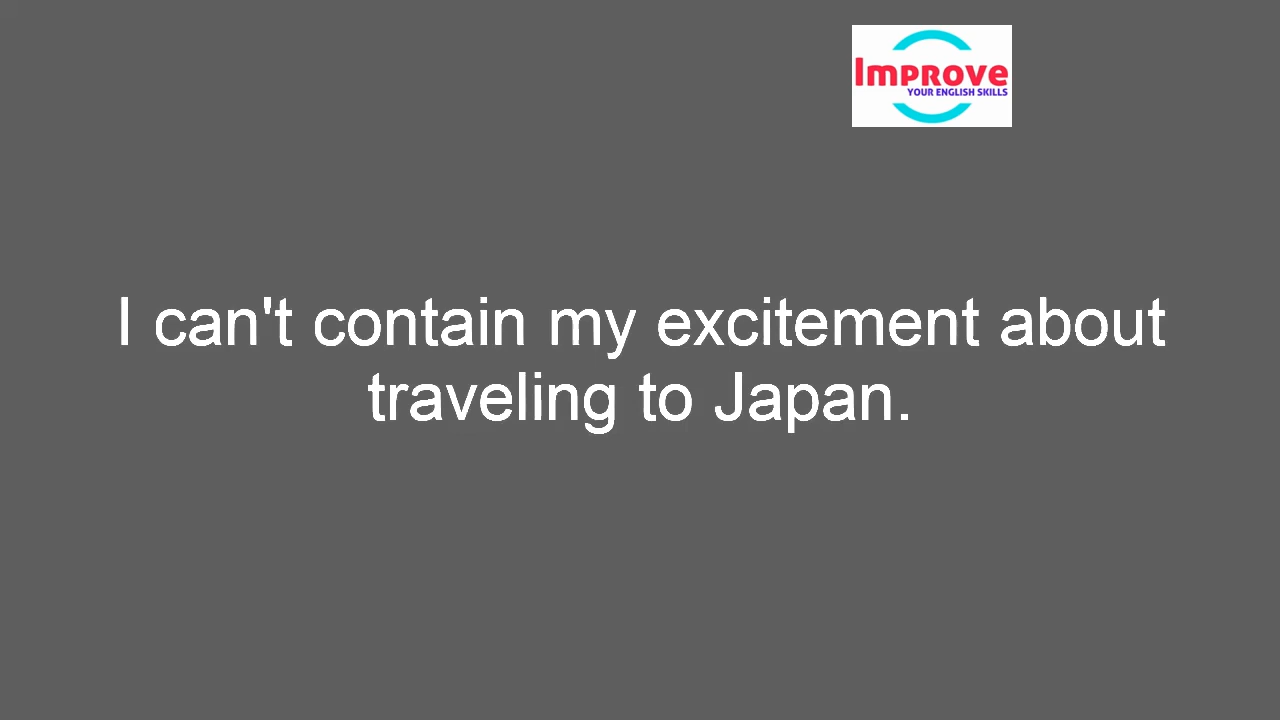 Improve
YOUR ENGLISH SKILLS
I can't contain my excitement about
traveling to Japan.